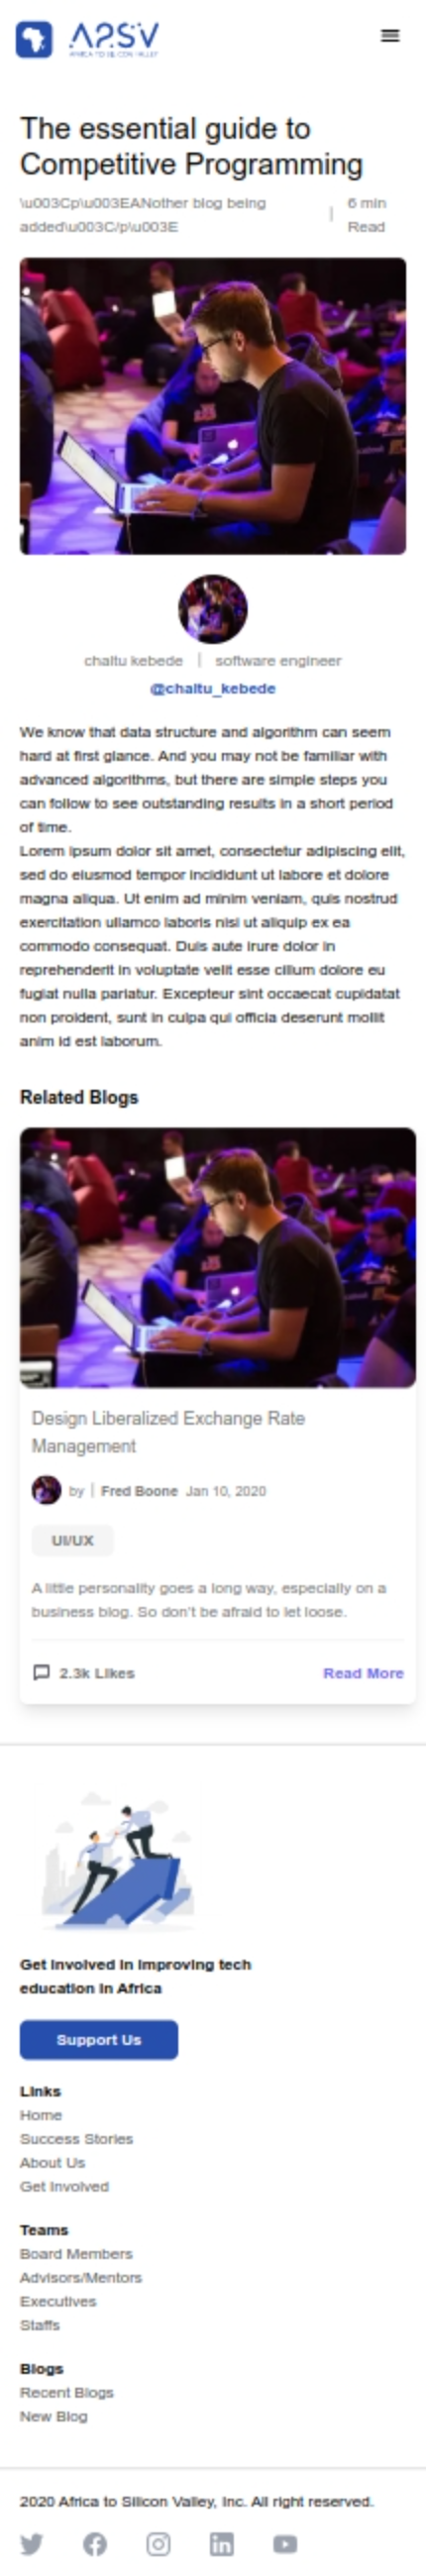 A2SV
AFRICA TO SILICON VALLEY
The essential guide to
Competitive Programming
\u003Cp\u003EANother blog being
added\u003C/p\u003E
|
6 min
Read
chaltu kebede | software engineer
@chaltu_kebede
We know that data structure and algorithm can seem
hard at first glance. And you may not be familiar with
advanced algorithms, but there are simple steps you
can follow to see outstanding results in a short period
of time.
Lorem ipsum dolor sit amet, consectetur adipiscing elit,
sed do eiusmod tempor incididunt ut labore et dolore
magna aliqua. Ut enim ad minim veniam, quis nostrud
exercitation ullamco laboris nisi ut aliquip ex ea
commodo consequat. Duis aute irure dolor in
reprehenderit in voluptate velit esse cillum dolore eu
fugiat nulla pariatur. Excepteur sint occaecat cupidatat
non proident, sunt in culpa qui officia deserunt mollit
anim id est laborum.
Related Blogs
Design Liberalized Exchange Rate
Management
by | Fred Boone Jan 10, 2020
UI/UX
A little personality goes a long way, especially on a
business blog. So don't be afraid to let loose.
2.3k Likes
Read More
Get involved in improving tech
education in Africa
Support Us
Links
Home
Success Stories
About Us
Get Involved
Teams
Board Members
Advisors/Mentors
Executives
Staffs
Blogs
Recent Blogs
New Blog
2020 Africa to Silicon Valley, Inc. All right reserved.